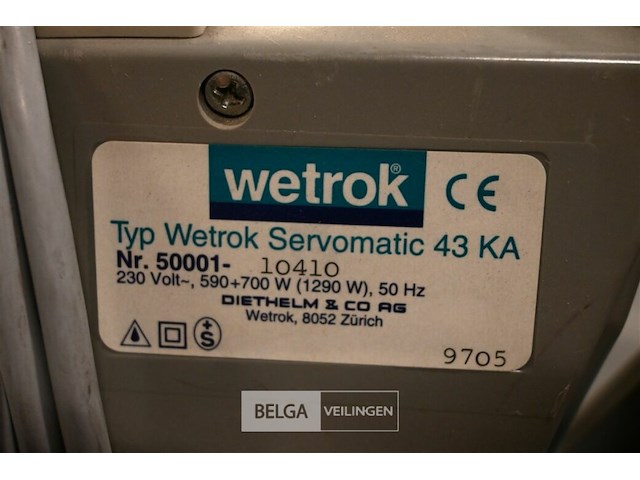 wetrok®
CE
Typ Wetrok Servomatic 43 KA
Nr. 50001- 10410
230 Volt~, 590+700 W (1290 W), 50 Hz
DIETHELM & CO AG
Wetrok, 8052 Zürich
+S
9705
BELGA VEILINGEN